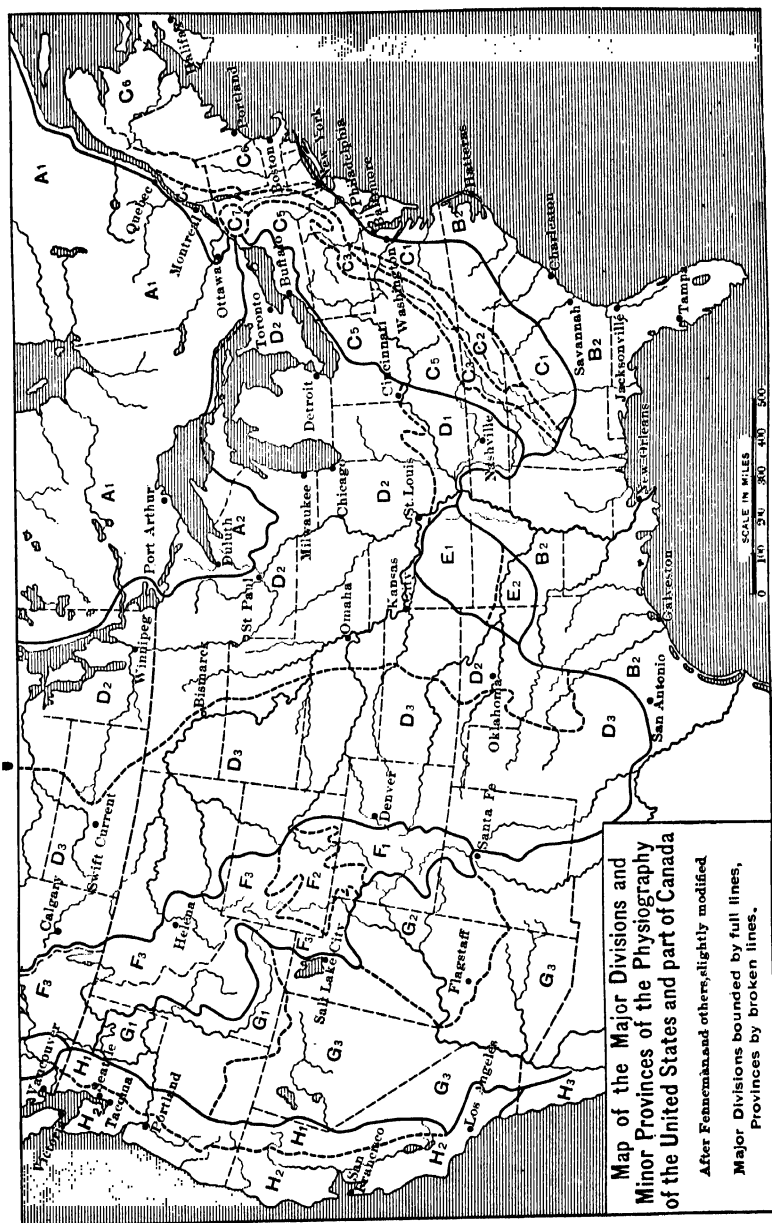 Map of the Major Divisions and
Minor Provinces of the Physiography
of the United States and part of Canada
After Fenneman and others, slightly modified
Major Divisions bounded by full lines,
Provinces by broken lines.
Vancouver
Victoria
Seattle
Tacoma
Portland
San
Francisco
Los Angeles
H1
H2
H1
H2
H2
H3
Calgary
Swift Current
Helena
Salt Lake City
Flagstaff
Denver
Santa Fe
F3
F3
F3
F3
F2
F1
G1
G1
G2
G3
G3
G3
D3
D3
D3
D3
Winnipeg
Bismarck
St Paul
Omaha
Kansas
City
Oklahoma
San Antonio
Galveston
D2
D2
D2
D2
B2
B2
E1
E2
Port Arthur
Duluth
Milwaukee
Chicago
St. Louis
Nashville
New Orleans
A1
A1
A1
A2
D1
Detroit
Toronto
Buffalo
Ottawa
Montreal
Quebec
Cincinnati
Washington
Baltimore
Philadelphia
New York
Boston
Portland
Halifax
D2
C7
C6
C6
C5
C5
C5
C3
C3
C2
C1
C1
B2
B2
Hatteras
Charleston
Savannah
Jacksonville
Tampa
SCALE IN MILES
0 100 200 300 400 500